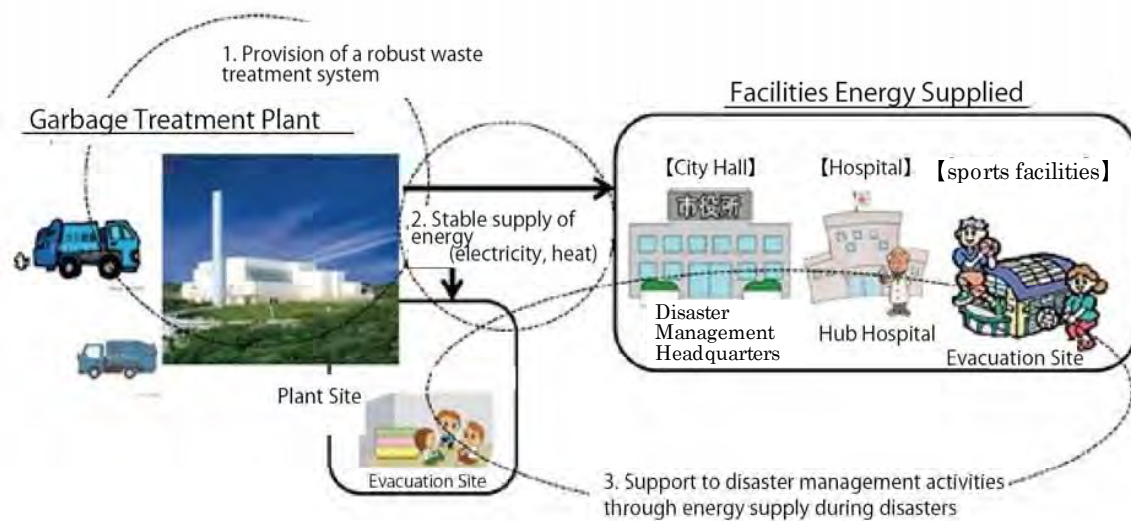 1. Provision of a robust waste
treatment system
Garbage Treatment Plant
Facilities Energy Supplied
【City Hall】
【Hospital】
【sports facilities】
市役所
2. Stable supply of
energy
(electricity, heat)
Disaster
Management
Headquarters
Hub Hospital
Evacuation Site
Plant Site
Evacuation Site
3. Support to disaster management activities
through energy supply during disasters